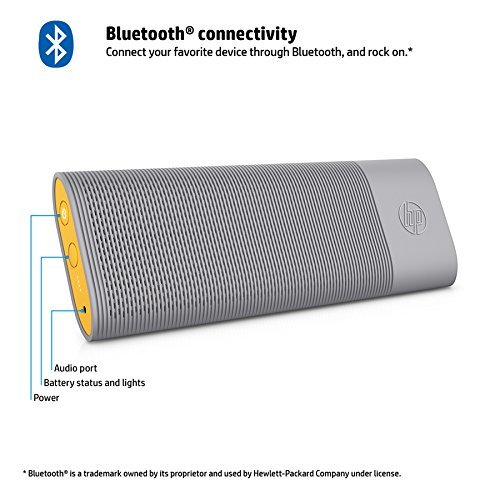 Bluetooth® connectivity
Connect your favorite device through Bluetooth, and rock on.*
hp
Audio port
Battery status and lights
Power
* Bluetooth® is a trademark owned by its proprietor and used by Hewlett-Packard Company under license.